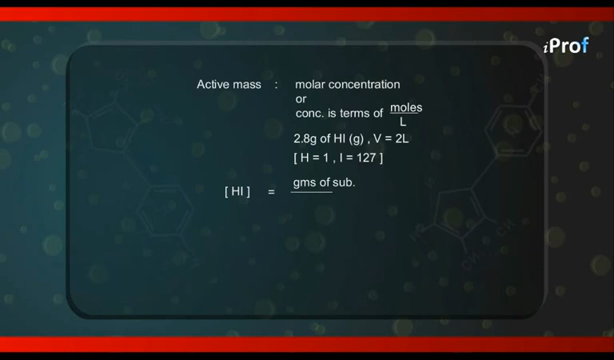 iProf
Active mass : molar concentration
or
conc. is terms of moles
L
2.8g of HI (g) , V = 2L
[ H = 1 , I = 127 ]
[ HI ] = gms of sub.